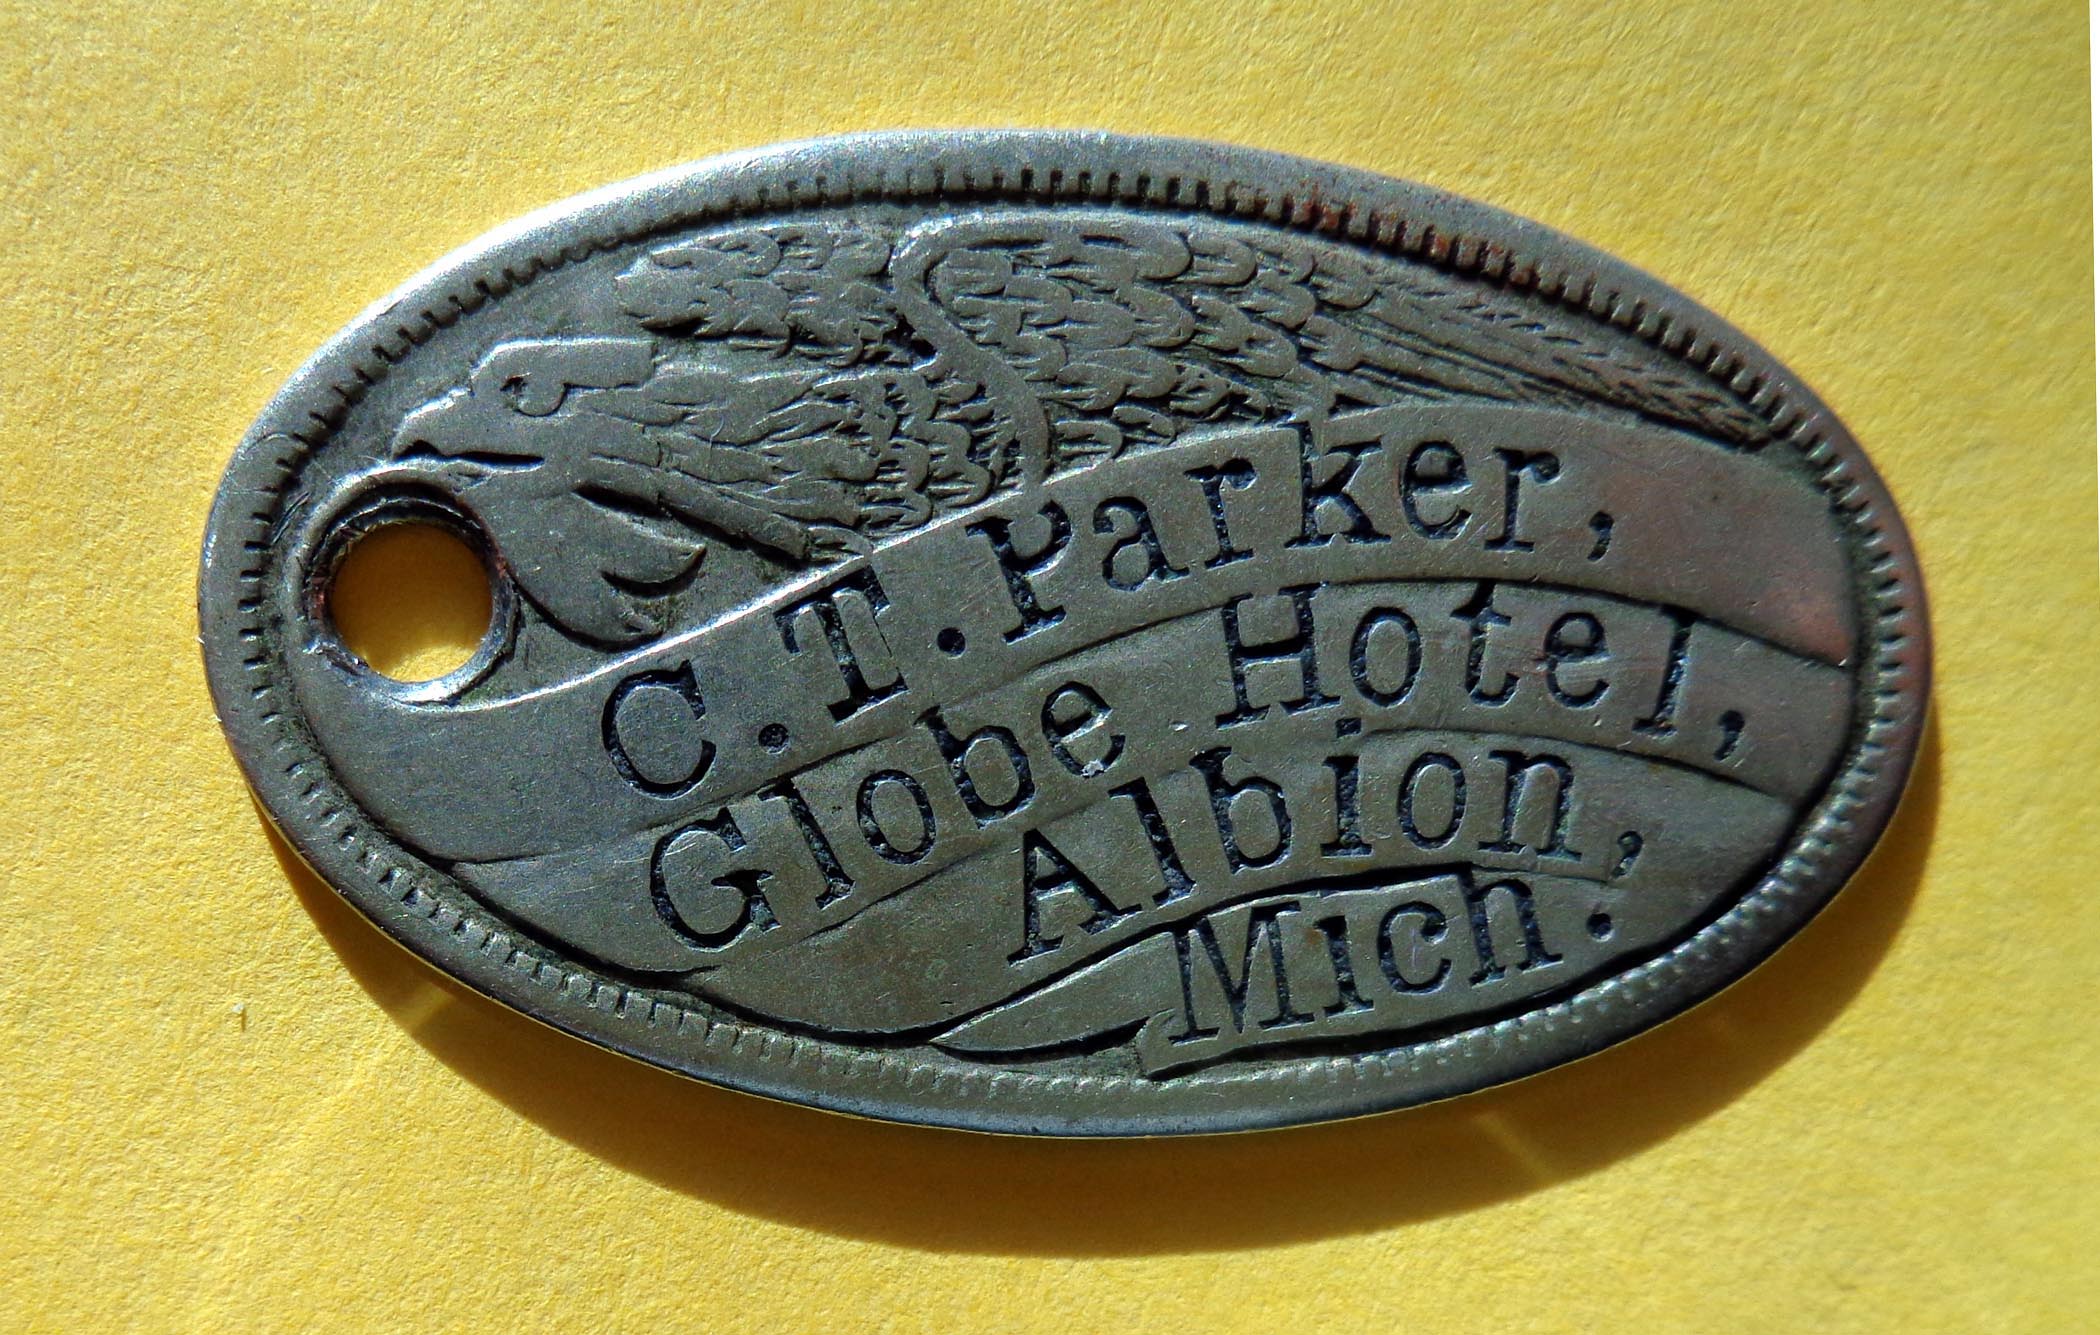 C.T.Parker,
Globe Hotel,
Albion,
Mich.